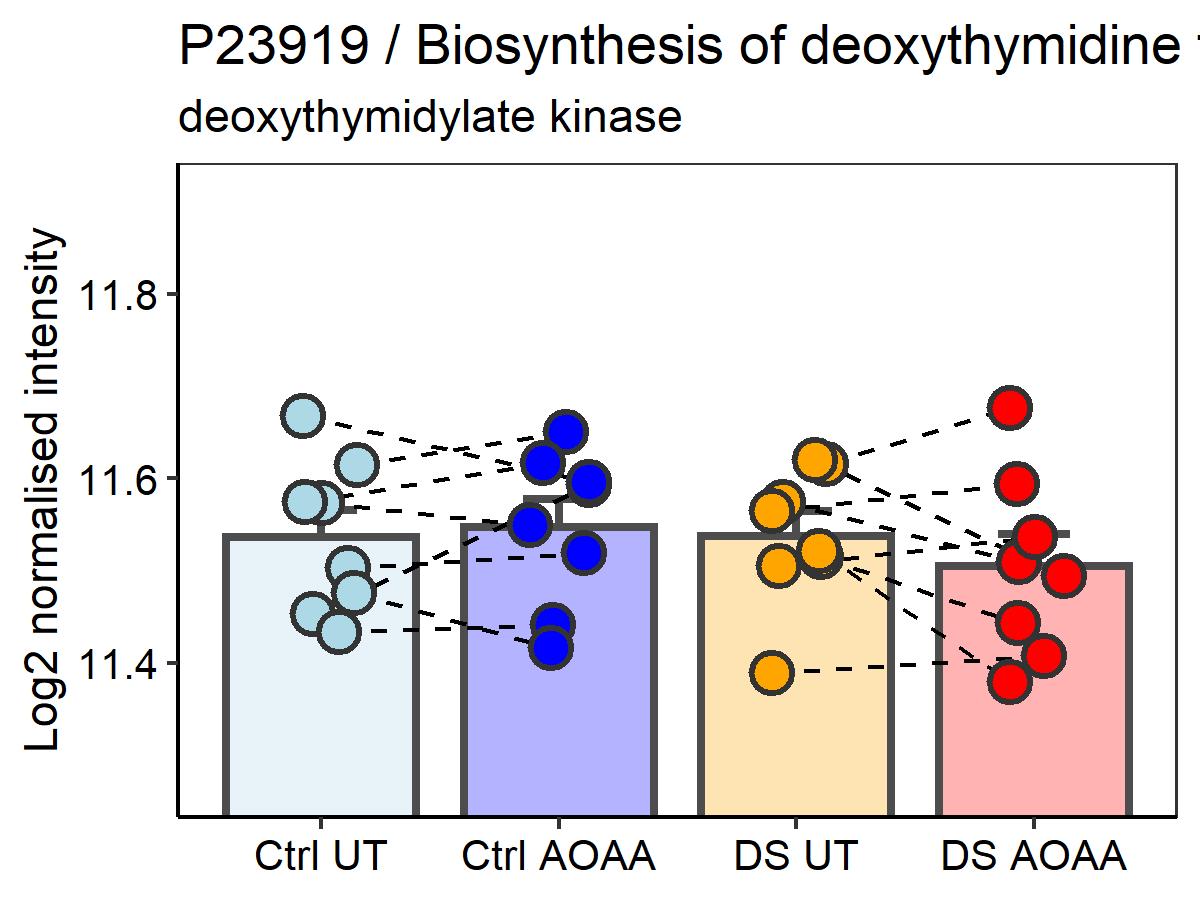 P23919 / Biosynthesis of deoxythymidine
deoxythymidylate kinase
Log2 normalised intensity
11.8
11.6
11.4
Ctrl UT
Ctrl AOAA
DS UT
DS AOAA